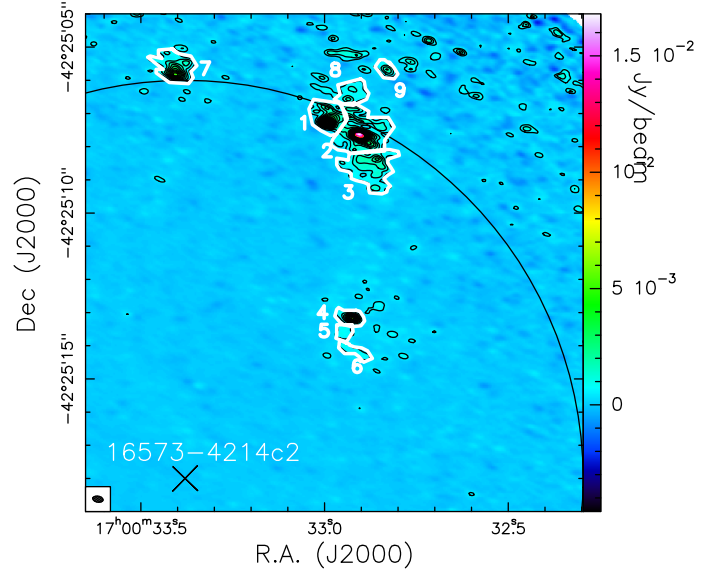 −42°25′05″
−42°25′10″
−42°25′15″
Dec (J2000)
7
8
9
1
2
3
4
5
6
16573−4214c2
17ʰ00ᵐ33ˢ.5
33ˢ.0
32ˢ.5
R.A. (J2000)
1.5 10⁻²
10⁻²
5 10⁻³
0
Jy/beam